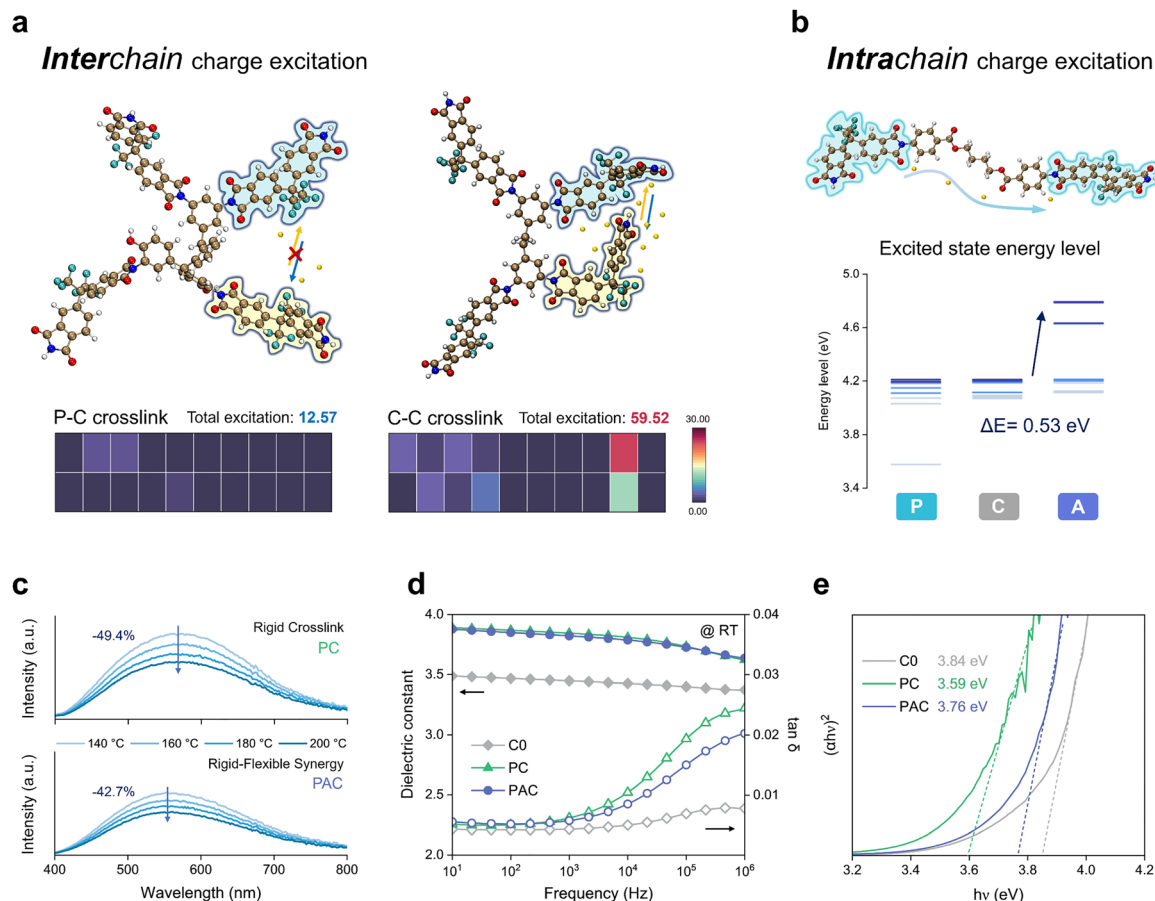 a
Interchain charge excitation
P-C crosslink Total excitation: 12.57
C-C crosslink Total excitation: 59.52
30.00
0.00
b
Intrachain charge excitation
Excited state energy level
5.0
4.6
4.2
3.8
3.4
Energy level (eV)
ΔE= 0.53 eV
P C A
c
Intensity (a.u.)
-49.4%
Rigid Crosslink
PC
140 °C 160 °C 180 °C 200 °C
Intensity (a.u.)
-42.7%
Rigid-Flexible Synergy
PAC
400 500 600 700 800
Wavelength (nm)
d
4.0
3.5
3.0
2.5
2.0
Dielectric constant
@ RT
C0
PC
PAC
0.04
0.03
0.02
0.01
0
tan δ
10¹ 10² 10³ 10⁴ 10⁵ 10⁶
Frequency (Hz)
e
(αhν)²
C0 3.84 eV
PC 3.59 eV
PAC 3.76 eV
3.2 3.4 3.6 3.8 4.0 4.2
hν (eV)